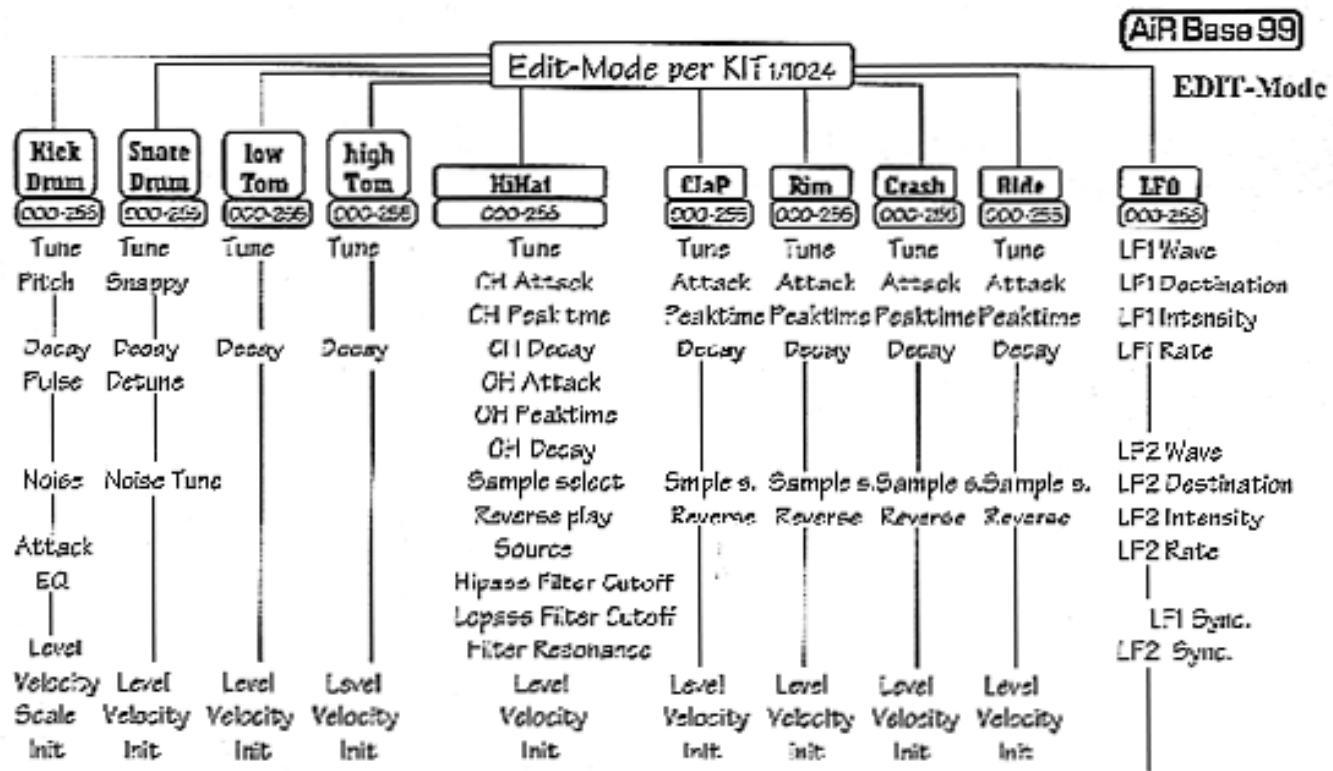 AiR Base 99
Edit-Mode per KIT 1/1024
EDIT-Mode
Kick Drum Snare Drum low Tom high Tom
HiHat ClaP Rim Crash Ride LFO
000-255 000-255 000-255 000-255 000-255 000-255 000-255 000-255 000-255 000-255
Tune Tune Tune Tune Tune Tune Tune Tune Tune LF1 Wave
Pitch Snappy CH Attack Attack Attack Attack Attack LF1 Destination
CH Peak tme Peaktime Peaktime Peaktime Peaktime LF1 Intensity
Decay Decay Decay Decay CH Decay Decay Decay Decay Decay LF1 Rate
Pulse Detune OH Attack
OH Peaktime
OH Decay LF2 Wave
Noise Noise Tune Sample select Smple s. Sample s. Sample s. Sample s. LF2 Destination
Reverse play Reverse Reverse Reverse Reverse LF2 Intensity
Attack Source LF2 Rate
EQ Hipass Filter Cutoff
Lopass Filter Cutoff LF1 Sync.
Level Filter Resonance LF2 Sync.
Velocity Level Level Level Level Level Level Level Level
Scale Velocity Velocity Velocity Velocity Velocity Velocity Velocity Velocity
Init Init Init Init Init Init Init Init Init